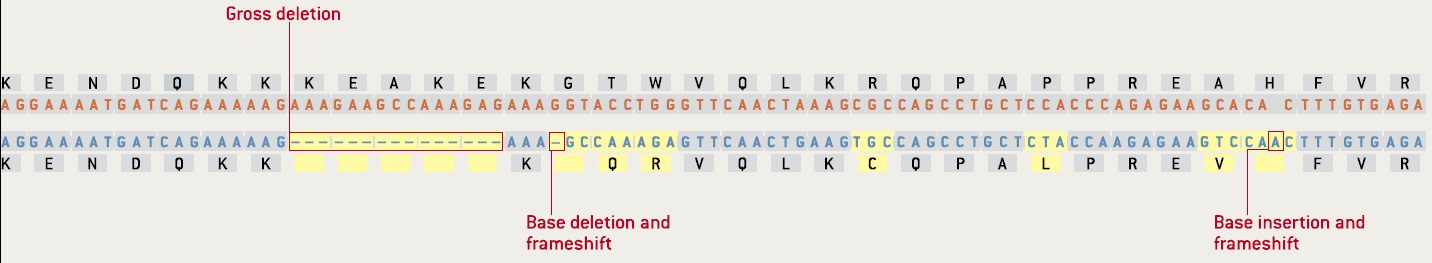 Gross deletion
K E N D Q K K K E A K E K G T W V Q L K R Q P A P P R E A H F V R
AGGAAAATGATCAGAAAAAGAAAGAAGCCAAAGAGAAAGGTACCTGGGTTCAACTAAAGCGCCAGCCTGCTCCACCCAGAGAAGCACA CTTTGTGAGA
AGGAAAATGATCAGAAAAAG---------------AAA-GCCAAAGAGTTCAACTGAAGTGCCAGCCTGCTCTACCAAGAGAAGTCCAACTTTGTGAGA
K E N D Q K K K Q R V Q L K C Q P A L P R E V F V R
Base deletion and
frameshift
Base insertion and
frameshift